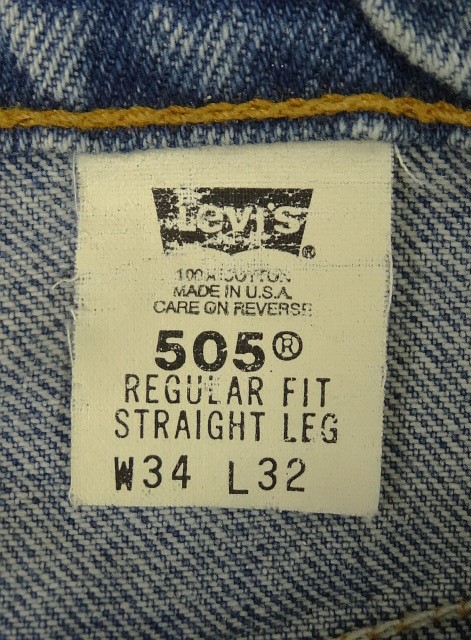 Levi's®
100% COTTON
MADE IN U.S.A.
CARE ON REVERSE
505®
REGULAR FIT
STRAIGHT LEG
W34 L32